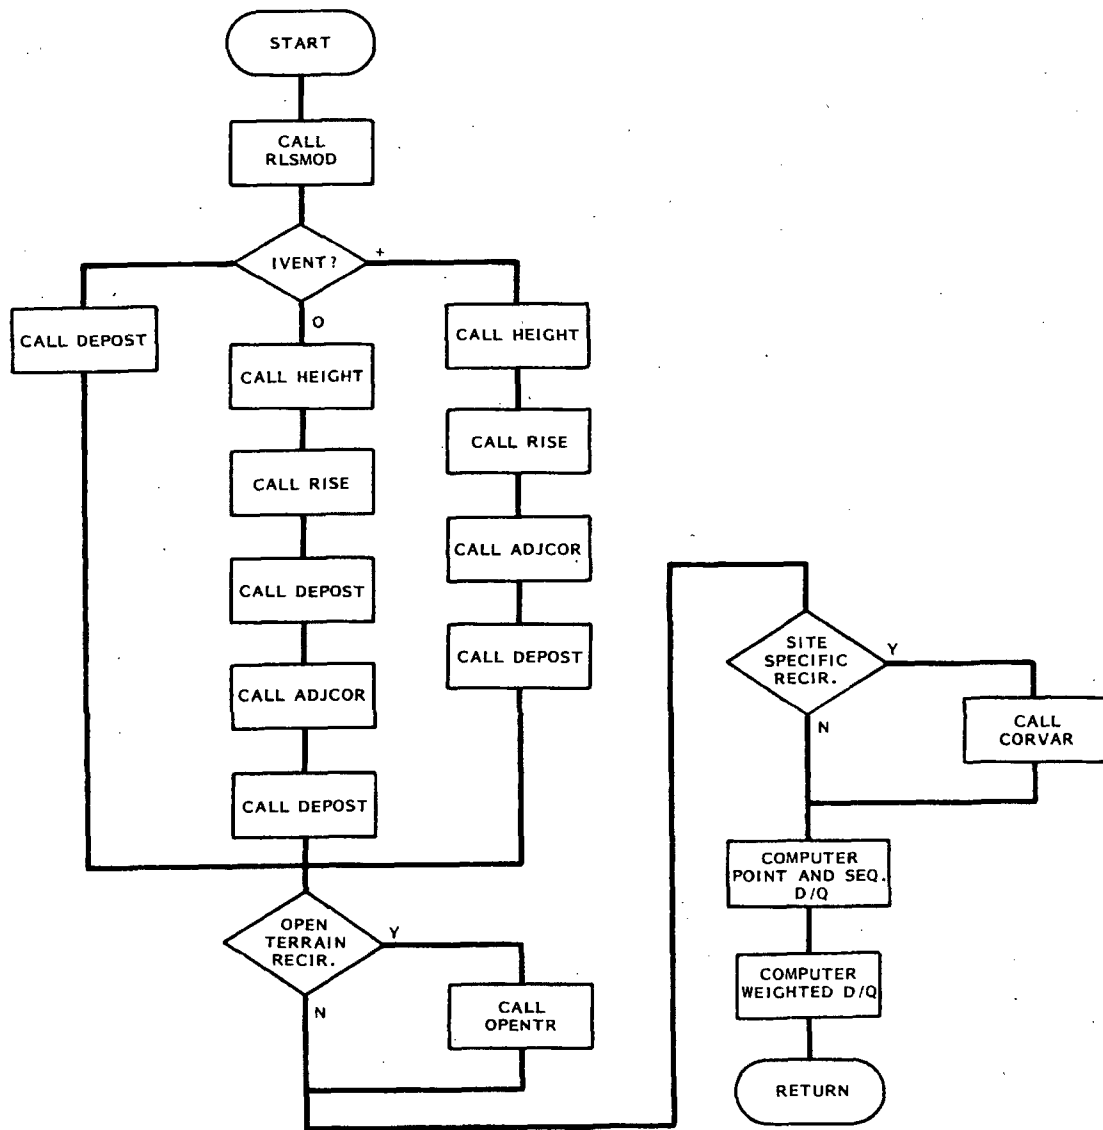 START
CALL
RLSMOD
IVENT?
+
O
CALL DEPOST
CALL HEIGHT
CALL RISE
CALL DEPOST
CALL ADJCOR
CALL DEPOST
CALL HEIGHT
CALL RISE
CALL ADJCOR
CALL DEPOST
OPEN
TERRAIN
RECIR.
Y
N
CALL
OPENTR
SITE
SPECIFIC
RECIR.
Y
N
CALL
CORVAR
COMPUTER
POINT AND SEQ.
D/Q
COMPUTER
WEIGHTED D/Q
RETURN